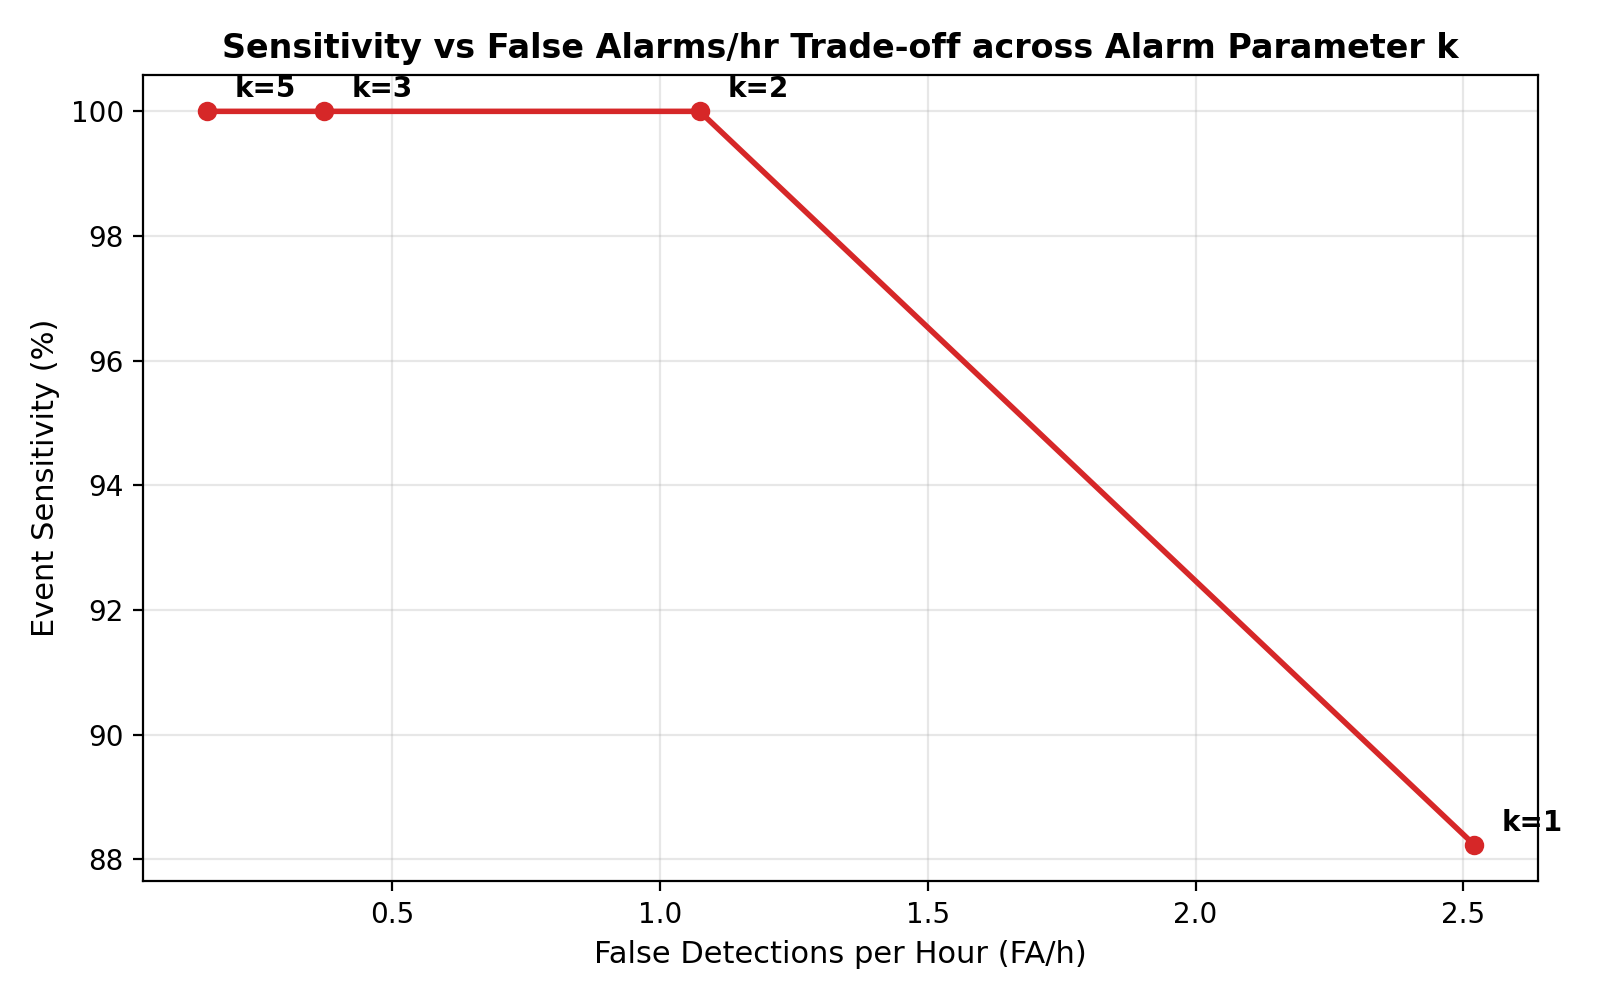 Sensitivity vs False Alarms/hr Trade-off across Alarm Parameter k
k=5
k=3
k=2
k=1
100
98
96
94
92
90
88
Event Sensitivity (%)
0.5
1.0
1.5
2.0
2.5
False Detections per Hour (FA/h)